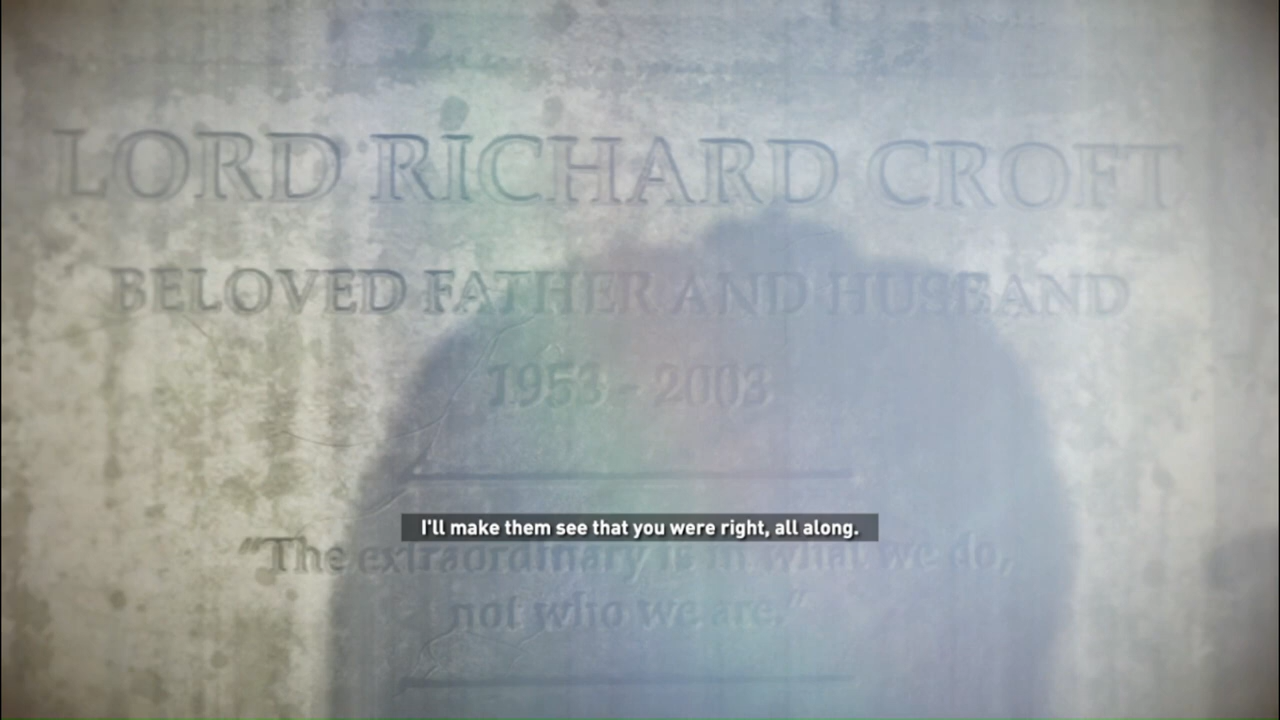 LORD RICHARD CROFT
BELOVED FATHER AND HUSBAND
1953 - 2003
I'll make them see that you were right, all along.
"The extraordinary is in what we do,
not who we are."